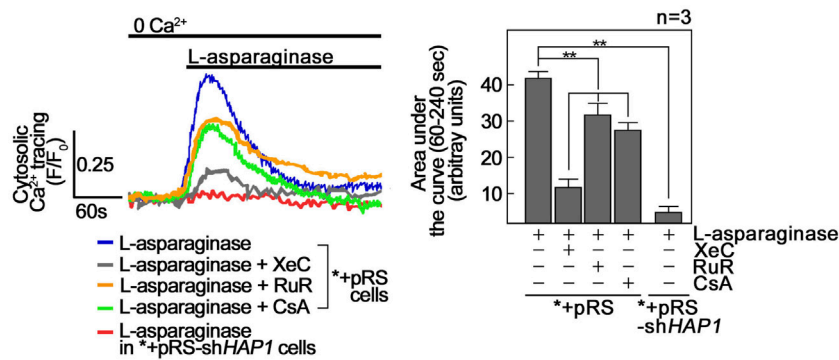 0 Ca²⁺
L-asparaginase
Cytosolic
Ca²⁺ tracing
(F/F₀)
0.25
60s
L-asparaginase
L-asparaginase + XeC
L-asparaginase + RuR
L-asparaginase + CsA
*+pRS
cells
L-asparaginase
in *+pRS-shHAP1 cells
n=3
Area under
the curve (60-240 sec)
(arbitray units)
40
30
20
10
**
**
+ + + + + L-asparaginase
− + − − − XeC
− − + − − RuR
− − − + − CsA
*+pRS
*+pRS
-shHAP1